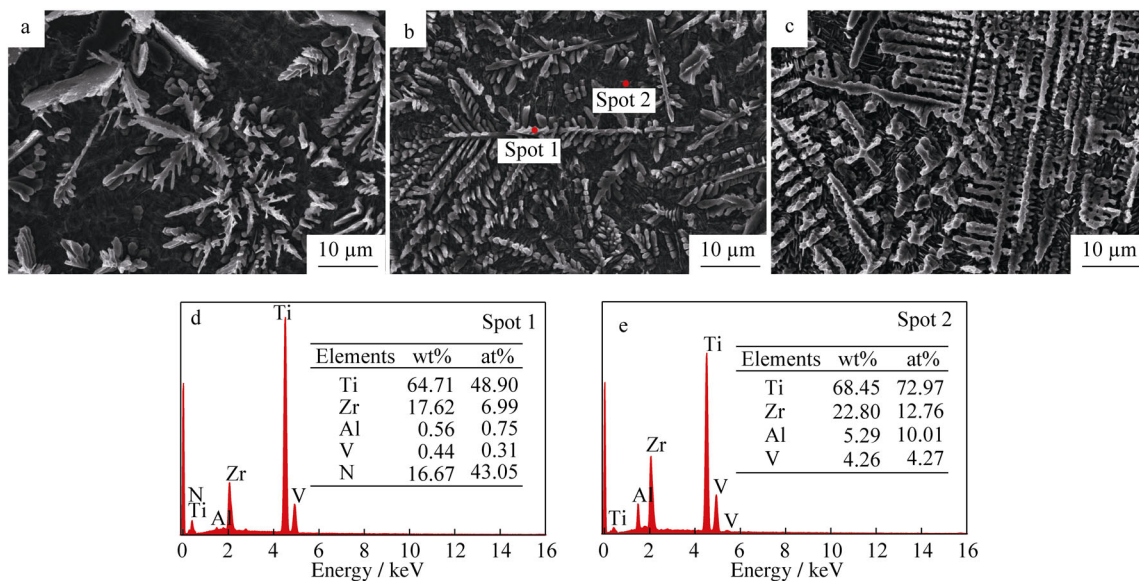 a
b
c
Spot 2
Spot 1
10 μm
10 μm
10 μm
d
Ti
Spot 1
Elements wt% at%
Ti 64.71 48.90
Zr 17.62 6.99
Al 0.56 0.75
V 0.44 0.31
N 16.67 43.05
Zr
N
Ti
Al
V
0 2 4 6 8 10 12 14 16
Energy / keV
e
Spot 2
Ti
Elements wt% at%
Ti 68.45 72.97
Zr 22.80 12.76
Al 5.29 10.01
V 4.26 4.27
Zr
Al
V
Ti
V
0 2 4 6 8 10 12 14 16
Energy / keV